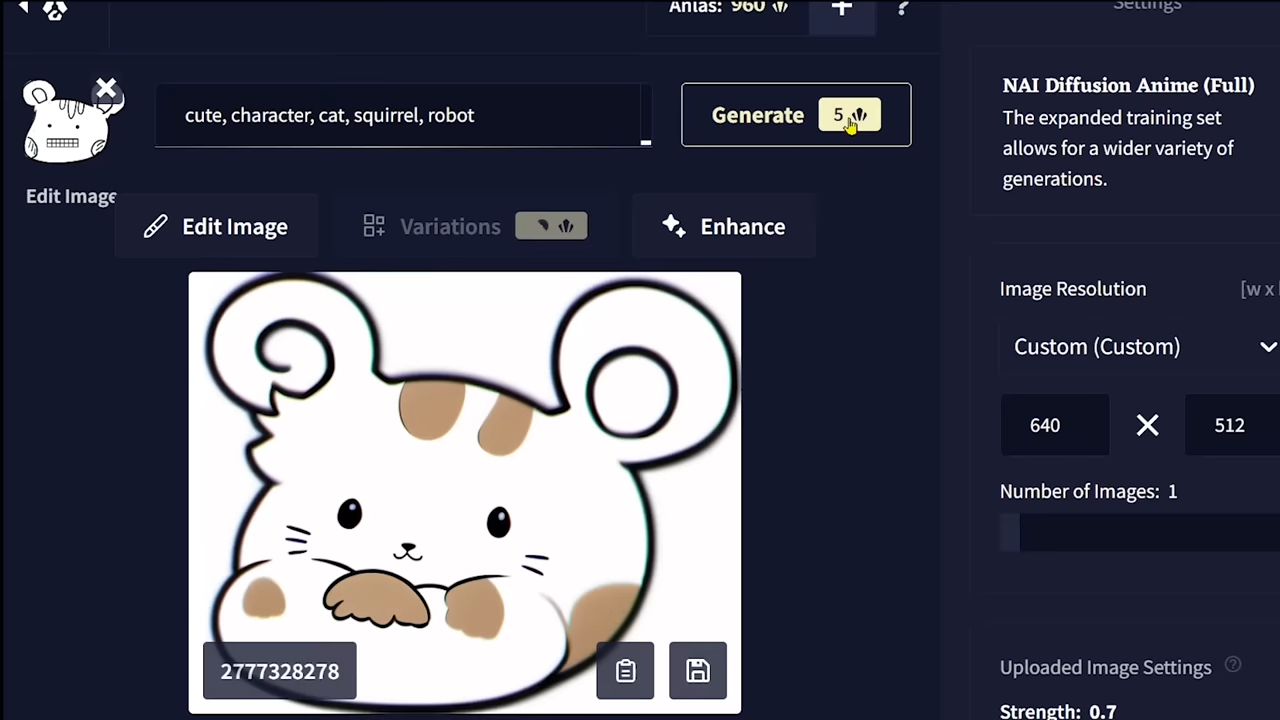 Anlas: 960
Settings
cute, character, cat, squirrel, robot
Generate 5
Edit Image
Edit Image
Variations
Enhance
NAI Diffusion Anime (Full)
The expanded training set
allows for a wider variety of
generations.
Image Resolution [w x
Custom (Custom)
640 X 512
Number of Images: 1
2777328278
Uploaded Image Settings ?
Strength: 0.7